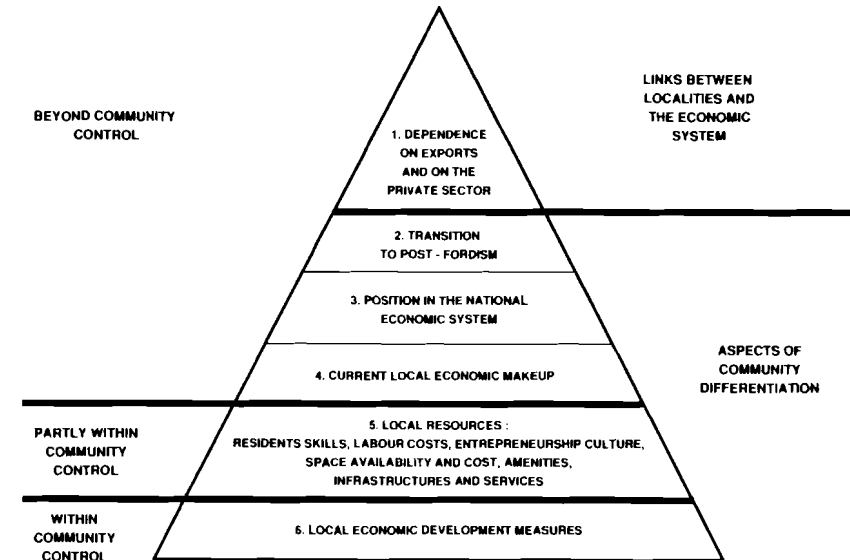 BEYOND COMMUNITY
CONTROL
LINKS BETWEEN
LOCALITIES AND
THE ECONOMIC
SYSTEM
1. DEPENDENCE
ON EXPORTS
AND ON THE
PRIVATE SECTOR
2. TRANSITION
TO POST - FORDISM
3. POSITION IN THE NATIONAL
ECONOMIC SYSTEM
4. CURRENT LOCAL ECONOMIC MAKEUP
ASPECTS OF
COMMUNITY
DIFFERENTIATION
PARTLY WITHIN
COMMUNITY
CONTROL
5. LOCAL RESOURCES :
RESIDENTS SKILLS, LABOUR COSTS, ENTREPRENEURSHIP CULTURE,
SPACE AVAILABILITY AND COST, AMENITIES,
INFRASTRUCTURES AND SERVICES
WITHIN
COMMUNITY
CONTROL
6. LOCAL ECONOMIC DEVELOPMENT MEASURES